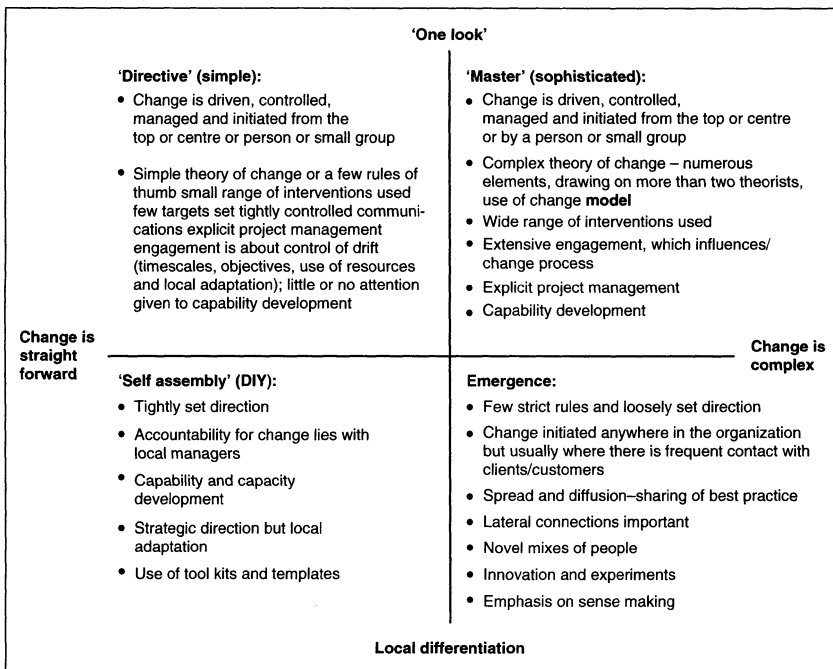 'One look'
'Directive' (simple):
• Change is driven, controlled,
managed and initiated from the
top or centre or person or small group
• Simple theory of change or a few rules of
thumb small range of interventions used
few targets set tightly controlled communi-
cations explicit project management
engagement is about control of drift
(timescales, objectives, use of resources
and local adaptation); little or no attention
given to capability development
'Master' (sophisticated):
• Change is driven, controlled,
managed and initiated from the top or centre
or by a person or small group
• Complex theory of change – numerous
elements, drawing on more than two theorists,
use of change model
• Wide range of interventions used
• Extensive engagement, which influences/
change process
• Explicit project management
• Capability development
Change is
straight
forward
Change is
complex
'Self assembly' (DIY):
• Tightly set direction
• Accountability for change lies with
local managers
• Capability and capacity
development
• Strategic direction but local
adaptation
• Use of tool kits and templates
Emergence:
• Few strict rules and loosely set direction
• Change initiated anywhere in the organization
but usually where there is frequent contact with
clients/customers
• Spread and diffusion–sharing of best practice
• Lateral connections important
• Novel mixes of people
• Innovation and experiments
• Emphasis on sense making
Local differentiation